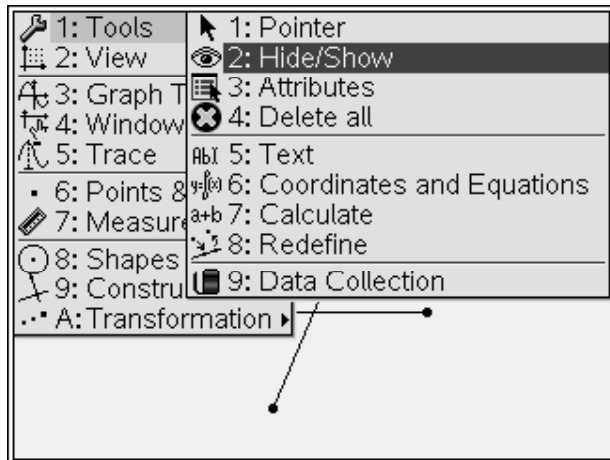 1: Tools
2: View
3: Graph T
4: Window
5: Trace
6: Points &
7: Measure
8: Shapes
9: Constru
A: Transformation
1: Pointer
2: Hide/Show
3: Attributes
4: Delete all
AbI 5: Text
y=f(x) 6: Coordinates and Equations
a+b 7: Calculate
8: Redefine
9: Data Collection